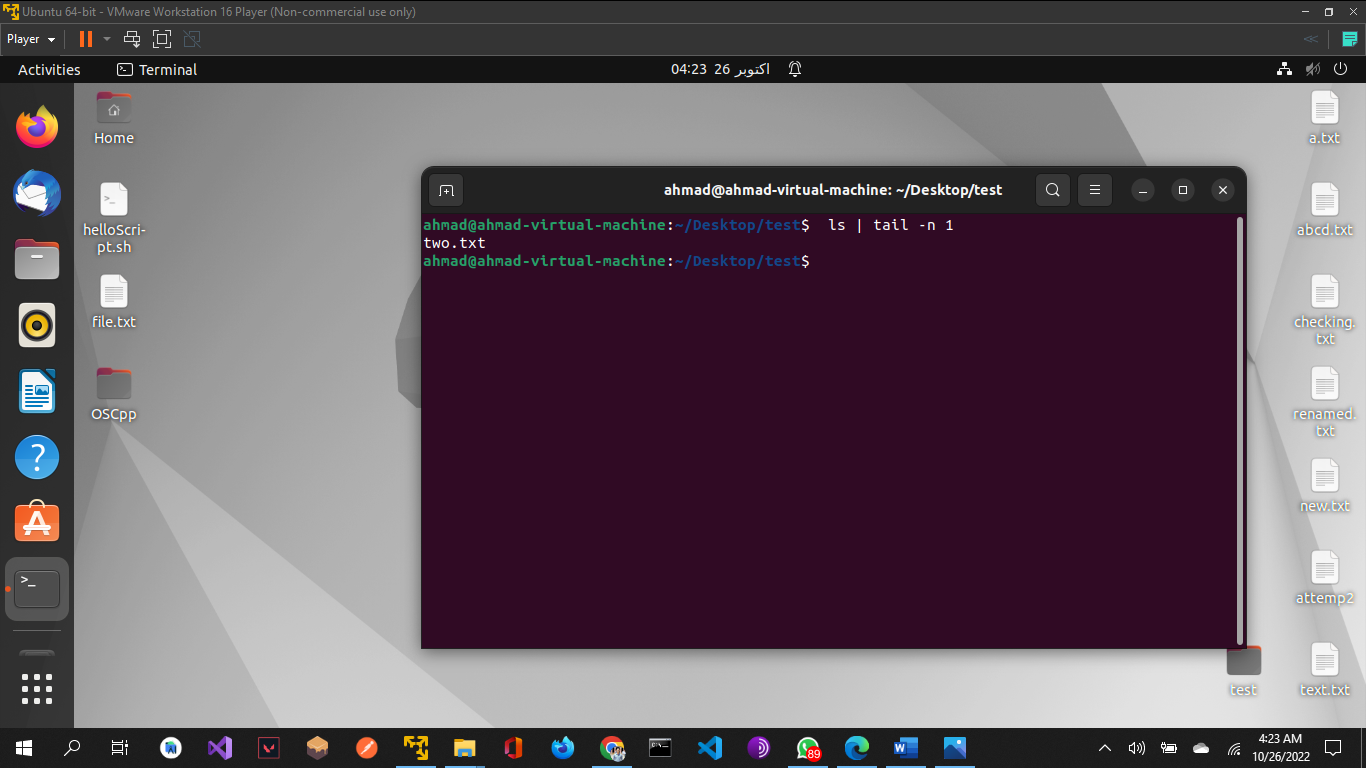 Ubuntu 64-bit - VMware Workstation 16 Player (Non-commercial use only)
Player
Activities
Terminal
04:23 26 اکتوبر
Home
helloScri-
pt.sh
file.txt
OSCpp
ahmad@ahmad-virtual-machine: ~/Desktop/test
ahmad@ahmad-virtual-machine:~/Desktop/test$  ls | tail -n 1
two.txt
ahmad@ahmad-virtual-machine:~/Desktop/test$
a.txt
abcd.txt
checking.
txt
renamed.
txt
new.txt
attemp2
test
text.txt
89
4:23 AM
10/26/2022